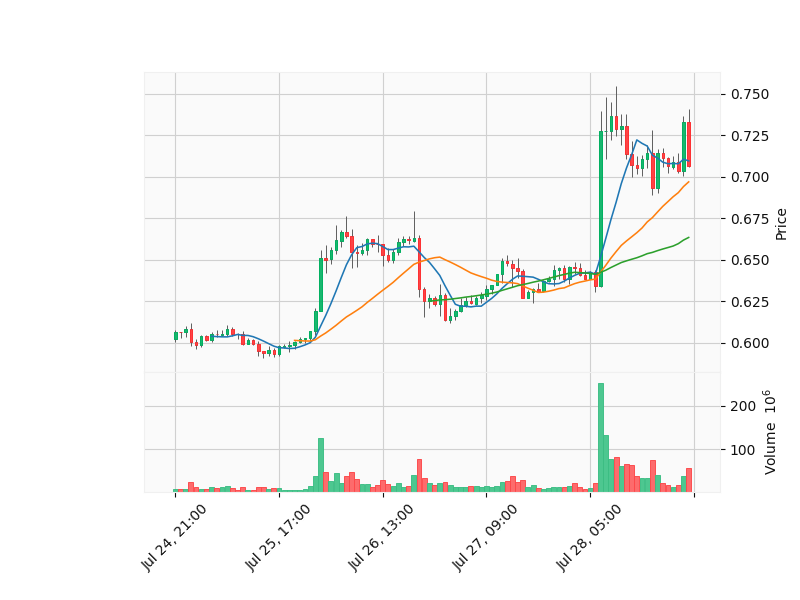 0.750
0.725
0.700
0.675
0.650
0.625
0.600
Price
200
100
Volume 10^6
Jul 24, 21:00
Jul 25, 17:00
Jul 26, 13:00
Jul 27, 09:00
Jul 28, 05:00